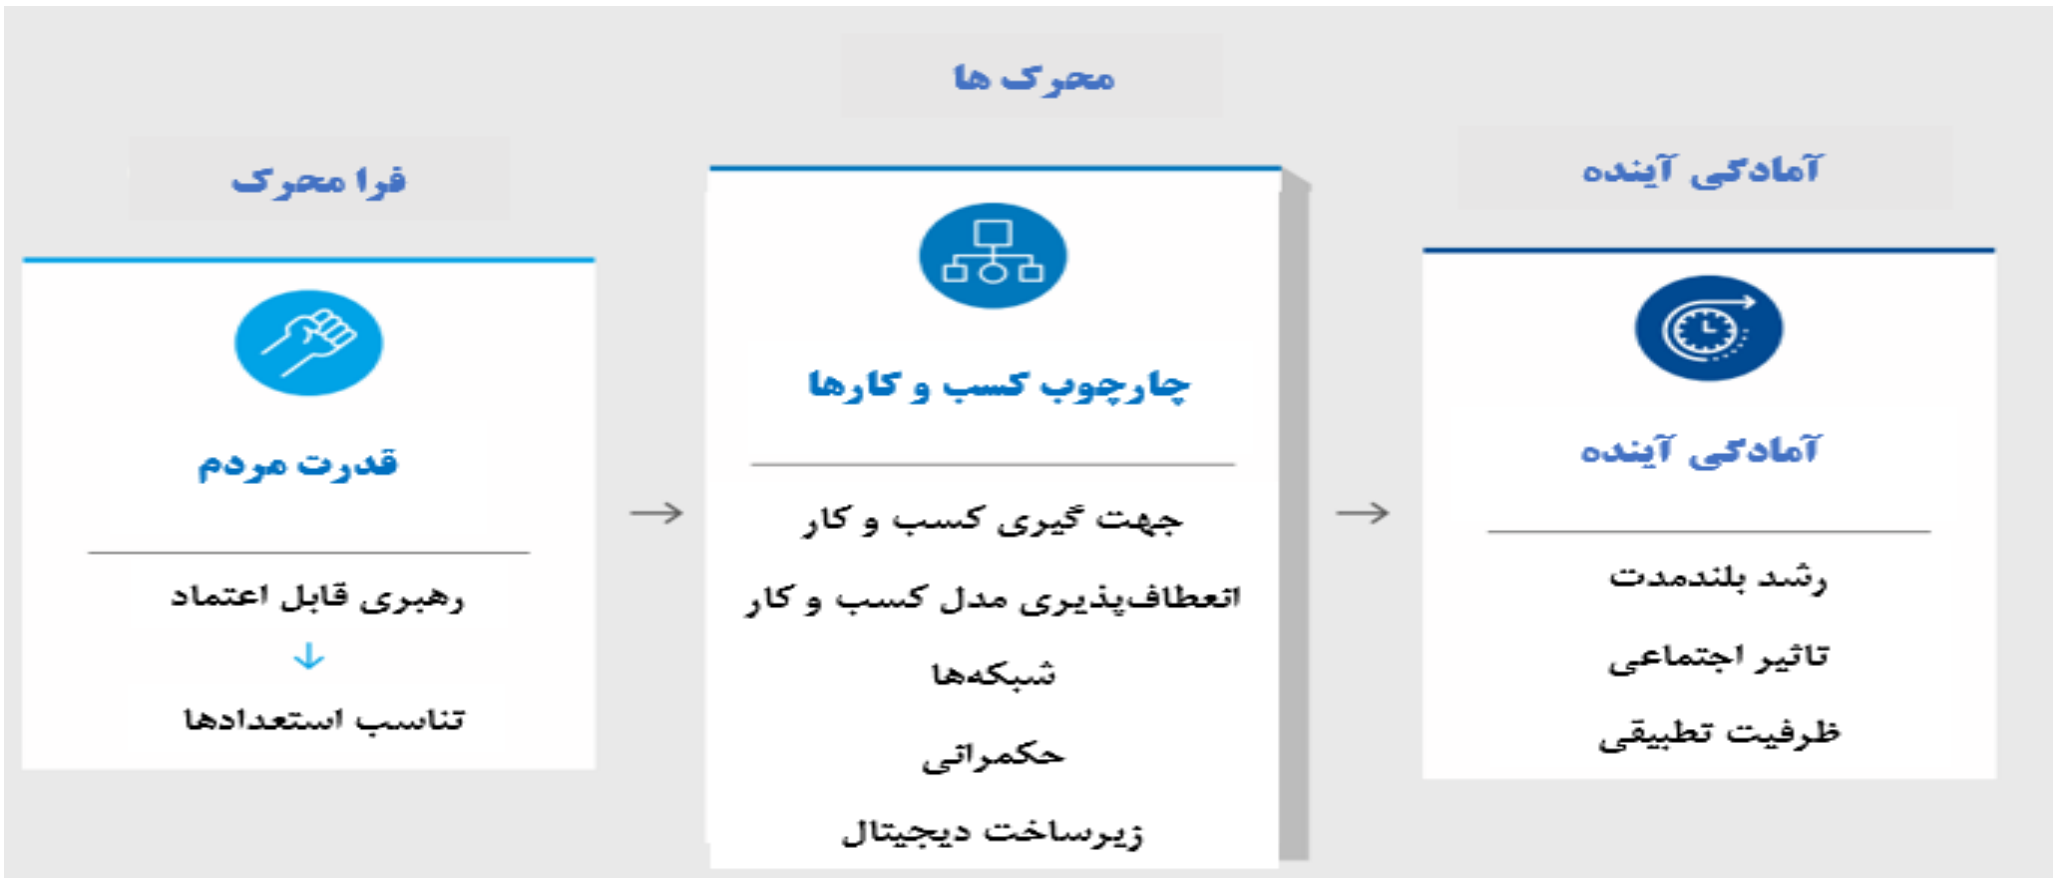 فرا محرک
قدرت مردم
رهبری قابل اعتماد
تناسب استعدادها
محرک ها
چارچوب کسب و کارها
جهت گیری کسب و کار
انعطاف‌پذیری مدل کسب و کار
شبکه‌ها
حکمرانی
زیرساخت دیجیتال
آمادگی آینده
آمادگی آینده
رشد بلندمدت
تاثیر اجتماعی
ظرفیت تطبیقی